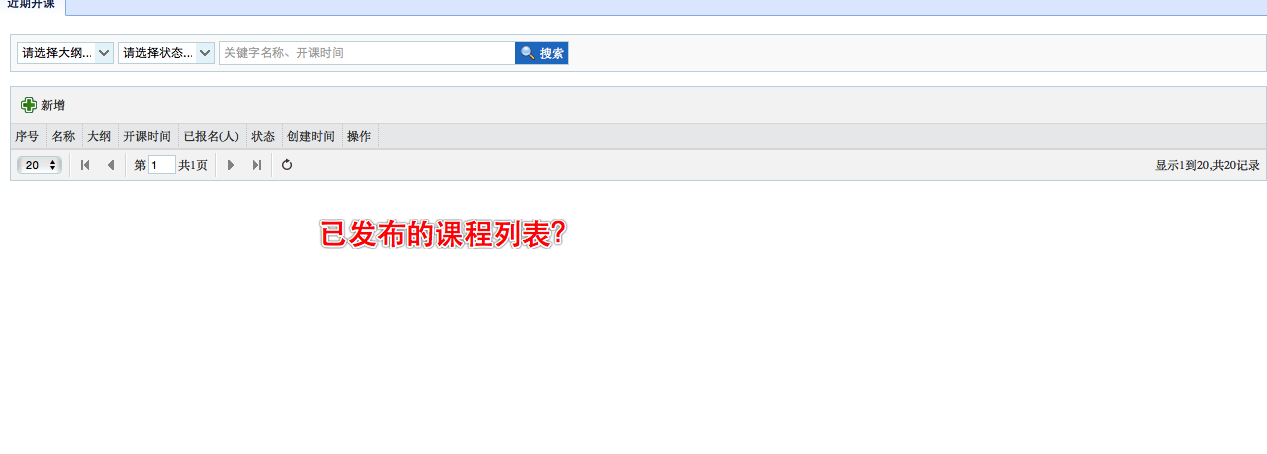 近期开课
请选择大纲... 请选择状态... 关键字名称、开课时间 搜索
新增
序号 名称 大纲 开课时间 已报名(人) 状态 创建时间 操作
20 第 1 共1页 显示1到20,共20记录
已发布的课程列表?